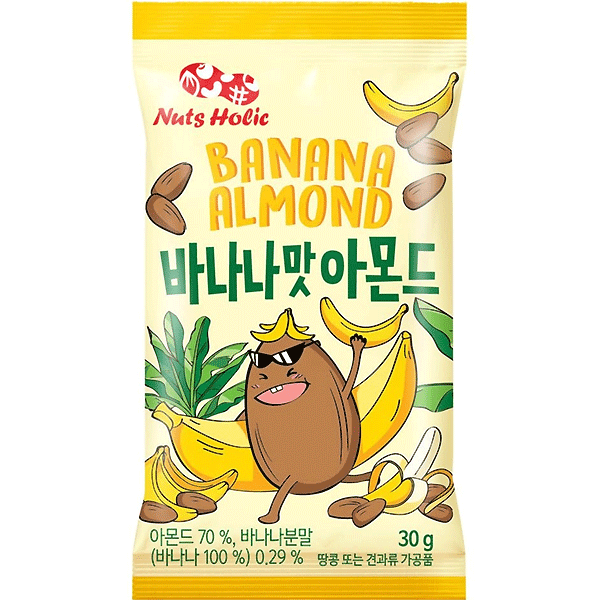 Nuts Holic
BANANA
ALMOND
바나나맛아몬드
아몬드 70 %, 바나나분말
(바나나 100 %) 0.29 %
30 g
땅콩 또는 견과류 가공품